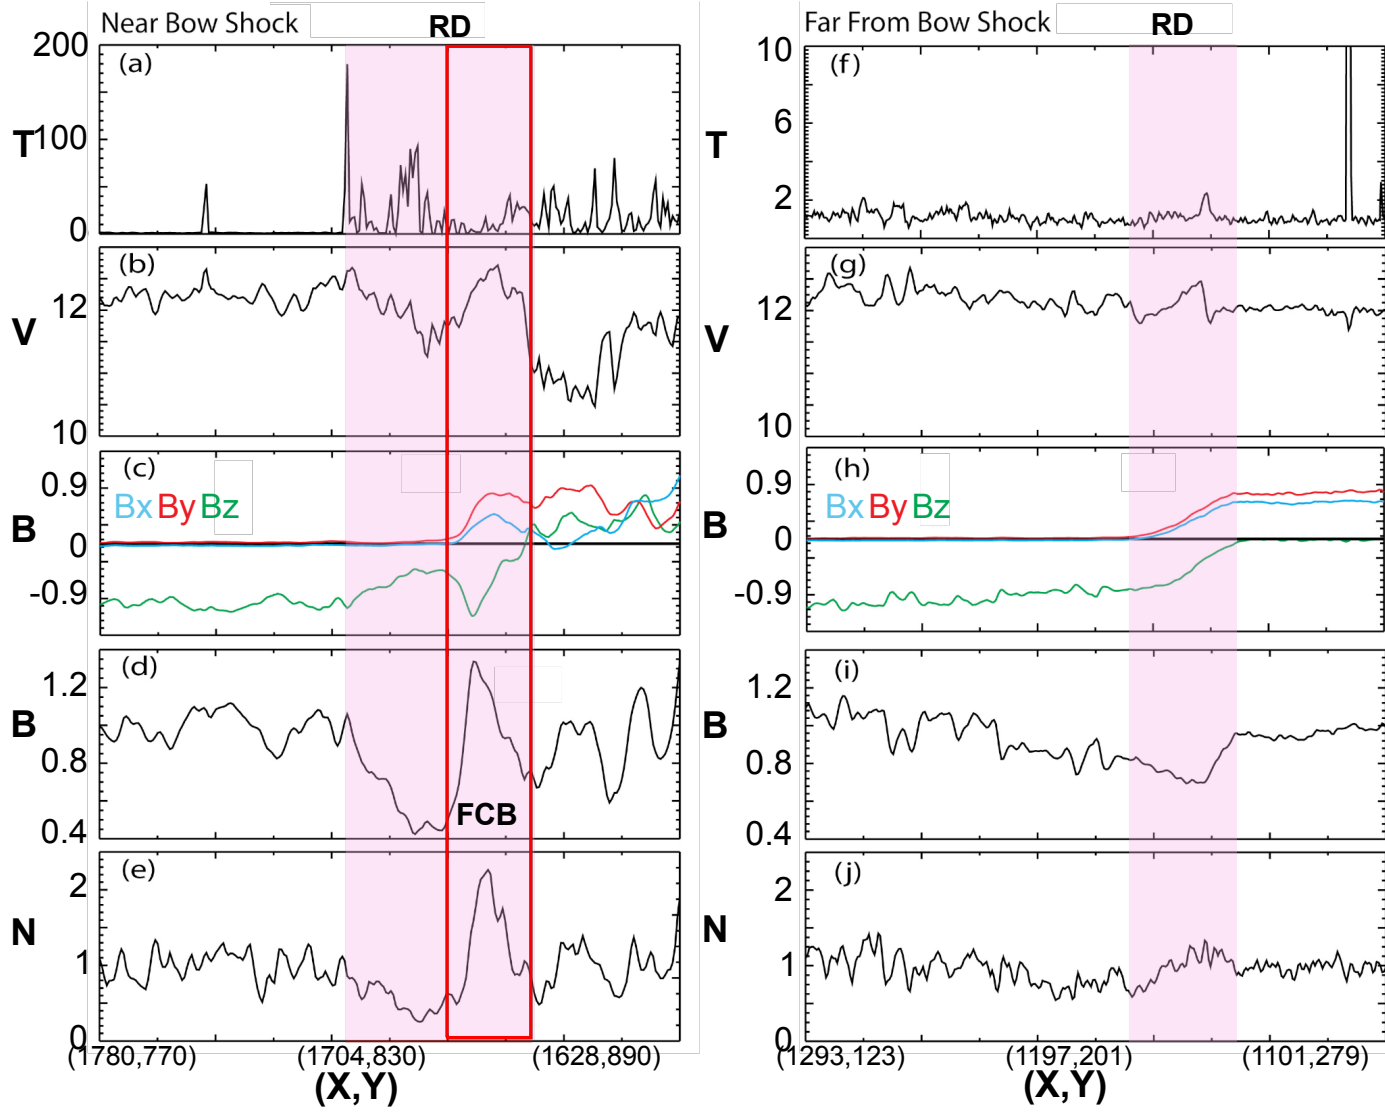 Near Bow Shock
RD
(a)
T
200
100
0
(b)
V
12
10
(c)
Bx By Bz
B
0.9
0
-0.9
(d)
B
1.2
0.8
0.4
FCB
(e)
N
2
1
0
(1780,770)
(1704,830)
(1628,890)
(X,Y)
Far From Bow Shock
RD
(f)
T
10
6
2
(g)
V
12
10
(h)
Bx By Bz
B
0.9
0
-0.9
(i)
B
1.2
0.8
0.4
(j)
N
2
1
0
(1293,123)
(1197,201)
(1101,279)
(X,Y)